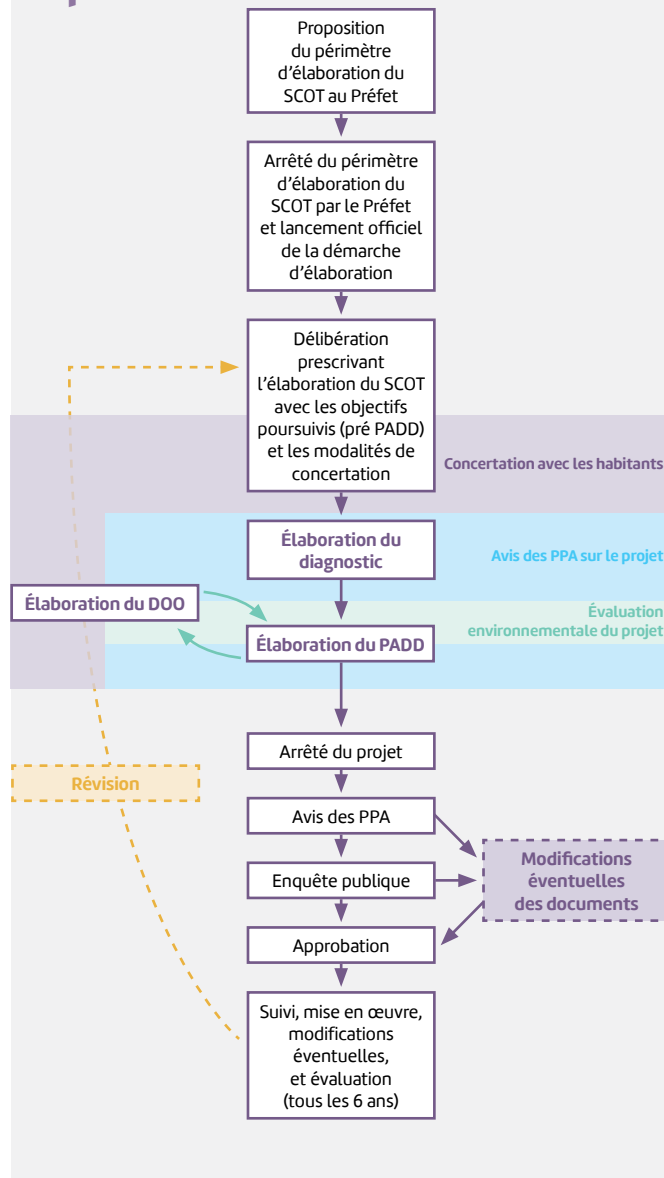 Proposition
du périmètre
d’élaboration du
SCOT au Préfet
Arrêté du périmètre
d’élaboration du
SCOT par le Préfet
et lancement officiel
de la démarche
d’élaboration
Délibération
prescrivant
l’élaboration du SCOT
avec les objectifs
poursuivis (pré PADD)
et les modalités de
concertation
Concertation avec les habitants
Élaboration du
diagnostic
Avis des PPA sur le projet
Élaboration du DOO
Évaluation
environnementale du projet
Élaboration du PADD
Arrêté du projet
Révision
Avis des PPA
Modifications
éventuelles
des documents
Enquête publique
Approbation
Suivi, mise en œuvre,
modifications
éventuelles,
et évaluation
(tous les 6 ans)